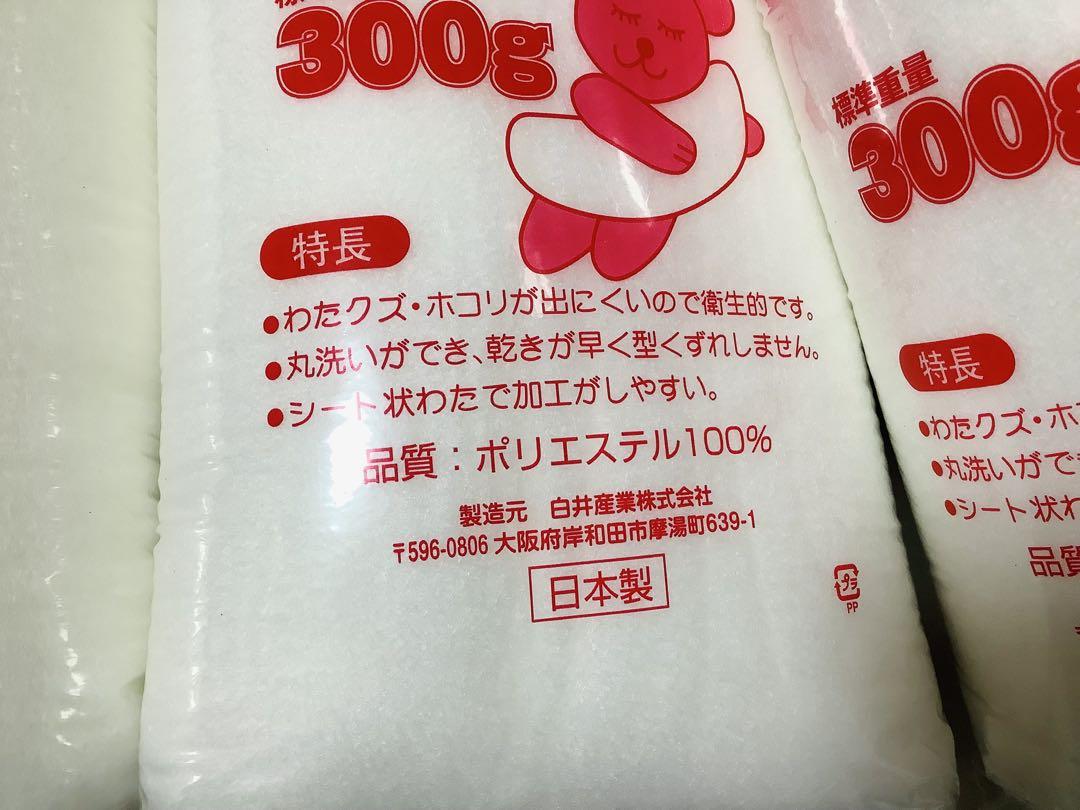 300g
特長
●わたクズ・ホコリが出にくいので衛生的です。
●丸洗いができ、乾きが早く型くずれしません。
●シート状わたで加工がしやすい。
品質：ポリエステル100%
製造元 白井産業株式会社
〒596-0806 大阪府岸和田市摩湯町639-1
日本製
プラ
PP
標準重量
300g
特長
●わたクズ・ホ
●丸洗いができ
●シート状わ
品質